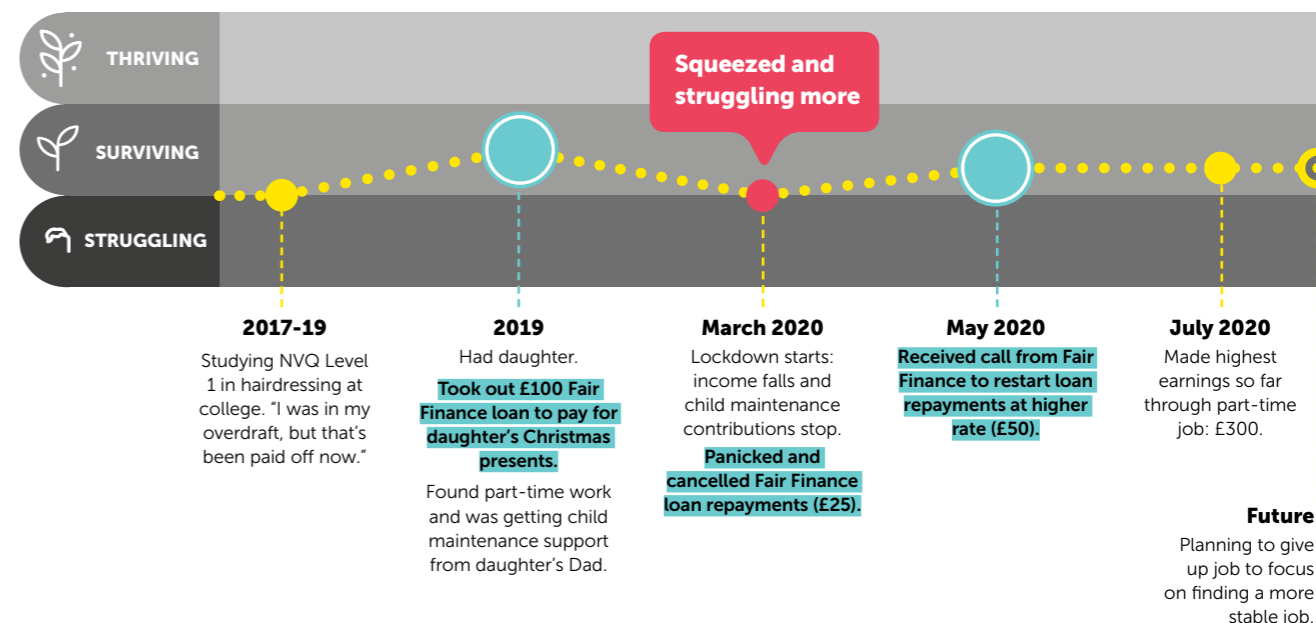 THRIVING
Squeezed and
struggling more
SURVIVING
STRUGGLING
2017-19
Studying NVQ Level
1 in hairdressing at
college. “I was in my
overdraft, but that’s
been paid off now.”
2019
Had daughter.
Took out £100 Fair
Finance loan to pay for
daughter’s Christmas
presents.
Found part-time work
and was getting child
maintenance support
from daughter’s Dad.
March 2020
Lockdown starts:
income falls and
child maintenance
contributions stop.
Panicked and
cancelled Fair Finance
loan repayments (£25).
May 2020
Received call from Fair
Finance to restart loan
repayments at higher
rate (£50).
July 2020
Made highest
earnings so far
through part-time
job: £300.
Future
Planning to give
up job to focus
on finding a more
stable job.